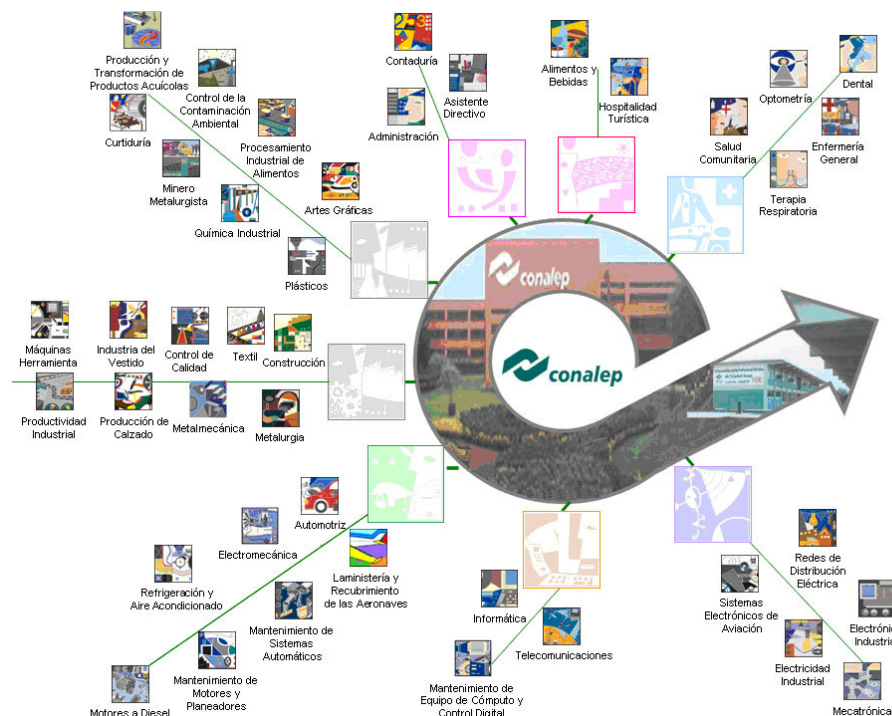 Producción y
Transformación de
Productos Acuícolas
Control de la
Contaminación
Ambiental
Curtiduría
Procesamiento
Industrial de
Alimentos
Minero
Metalurgista
Química Industrial
Artes Gráficas
Plásticos
Contaduría
Asistente
Directivo
Administración
Alimentos y
Bebidas
Hospitalidad
Turística
Optometría
Dental
Salud
Comunitaria
Enfermería
General
Terapia
Respiratoria
conalep
conalep
Máquinas
Herramienta
Industria del
Vestido
Control de
Calidad
Textil
Construcción
Productividad
Industrial
Producción de
Calzado
Metalmecánica
Metalurgia
Automotriz
Electromecánica
Laministería y
Recubrimiento
de las Aeronaves
Refrigeración y
Aire Acondicionado
Mantenimiento de
Sistemas
Automáticos
Mantenimiento de
Motores y
Planeadores
Motores a Diesel
Informática
Telecomunicaciones
Mantenimiento de
Equipo de Cómputo y
Control Digital
Redes de
Distribución
Eléctrica
Sistemas
Electrónicos de
Aviación
Electrónic
Industria
Electricidad
Industrial
Mecatrónica